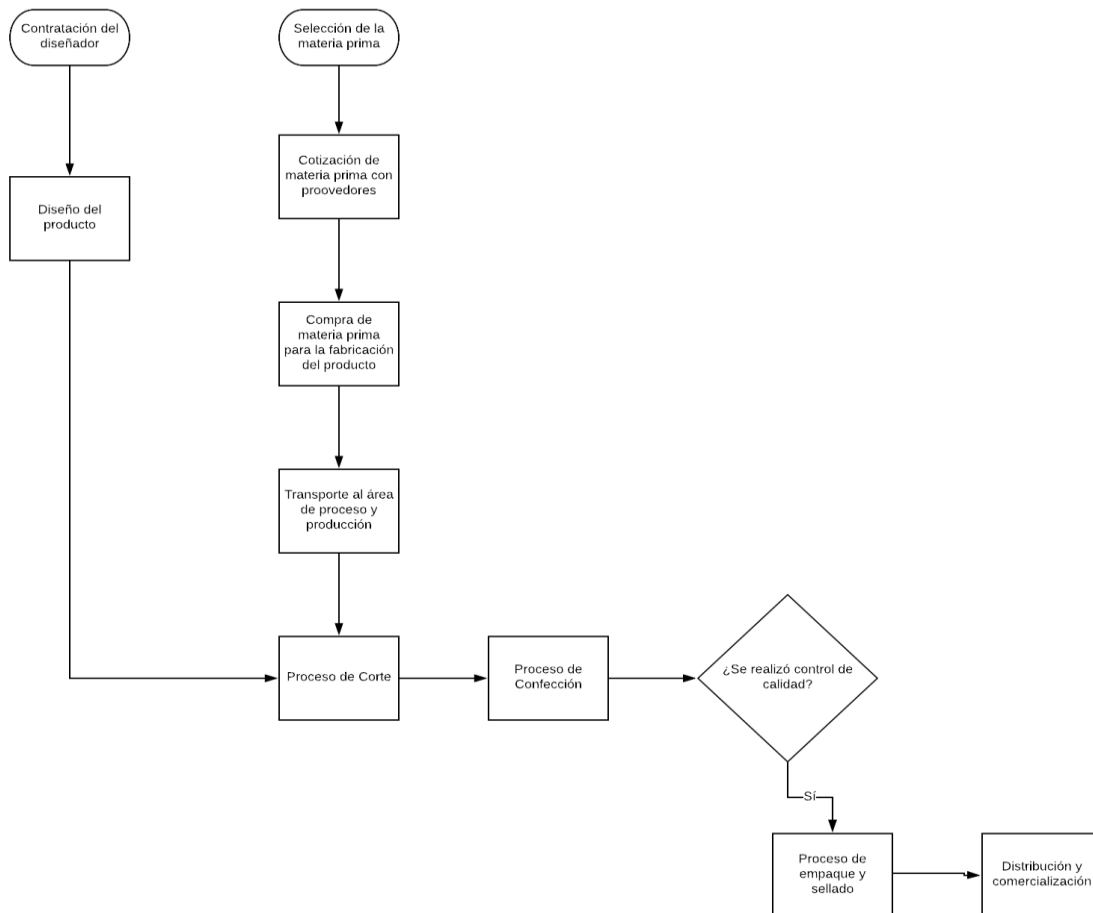 Contratación del
diseñador
Selección de la
materia prima
Cotización de
materia prima con
proovedores
Diseño del
producto
Compra de
materia prima
para la fabricación
del producto
Transporte al área
de proceso y
producción
Proceso de Corte
Proceso de
Confección
¿Se realizó control de
calidad?
Sí
Proceso de
empaque y
sellado
Distribución y
comercialización